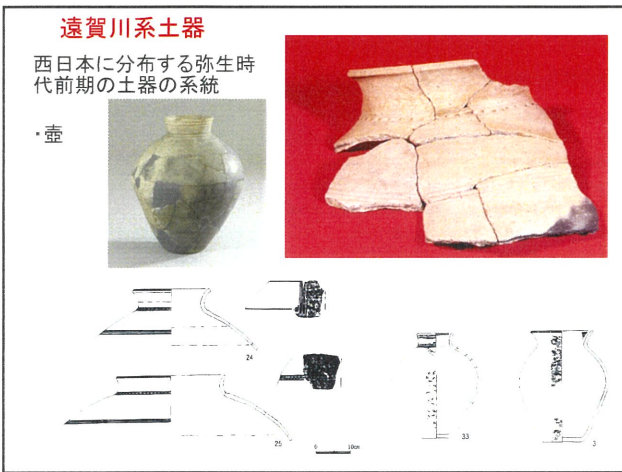 遠賀川系土器
西日本に分布する弥生時
代前期の土器の系統
・壺
24
25
0 10cm
33
3